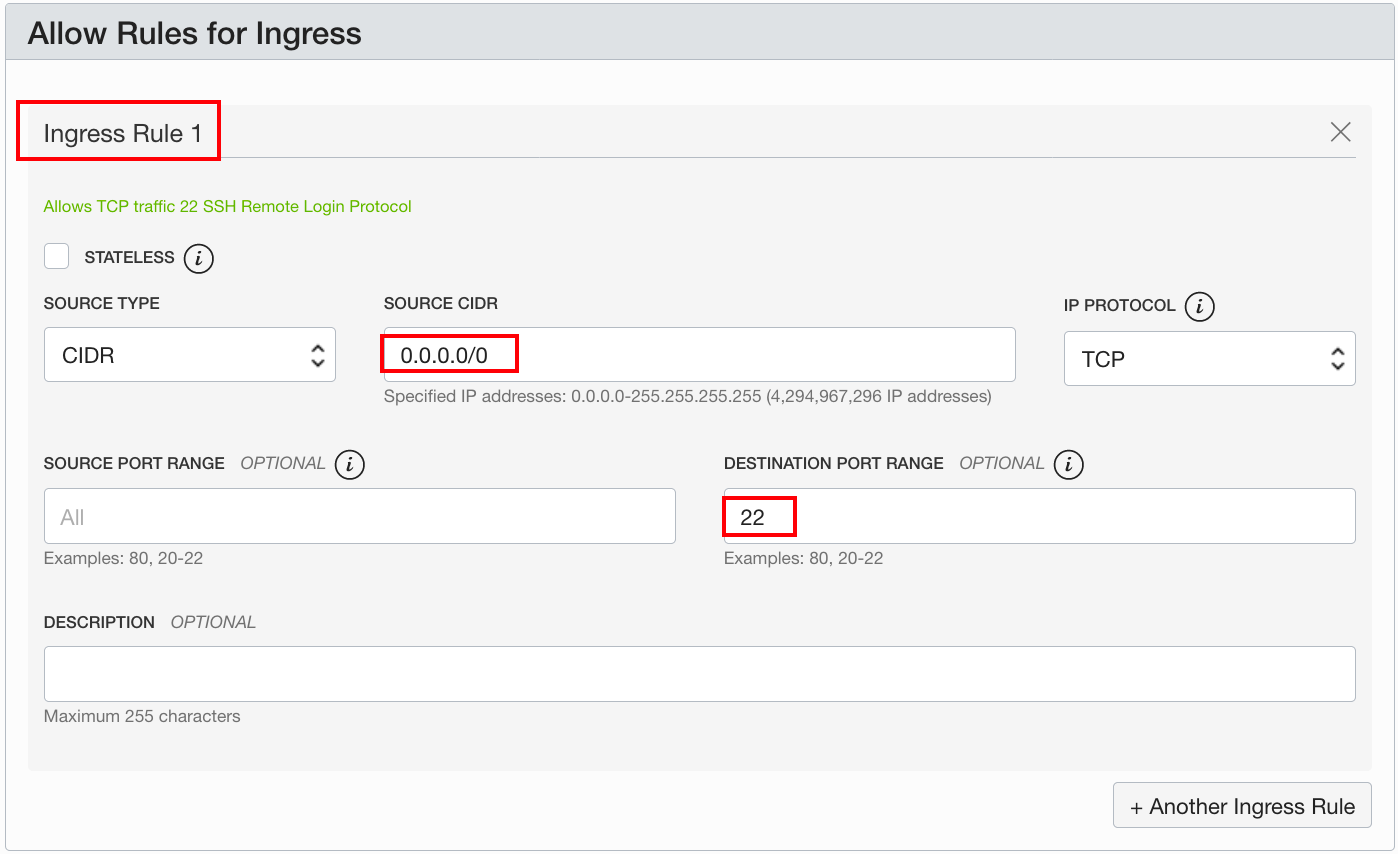 Allow Rules for Ingress
Ingress Rule 1
Allows TCP traffic 22 SSH Remote Login Protocol
STATELESS i
SOURCE TYPE
CIDR
SOURCE CIDR
0.0.0.0/0
Specified IP addresses: 0.0.0.0-255.255.255.255 (4,294,967,296 IP addresses)
IP PROTOCOL i
TCP
SOURCE PORT RANGE OPTIONAL i
All
Examples: 80, 20-22
DESTINATION PORT RANGE OPTIONAL i
22
Examples: 80, 20-22
DESCRIPTION OPTIONAL
Maximum 255 characters
+ Another Ingress Rule